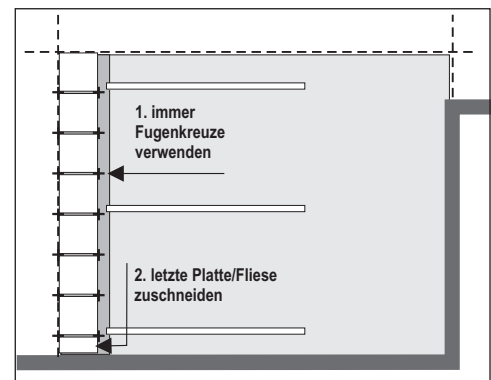 1. immer
Fugenkreuze
verwenden
2. letzte Platte/Fliese
zuschneiden